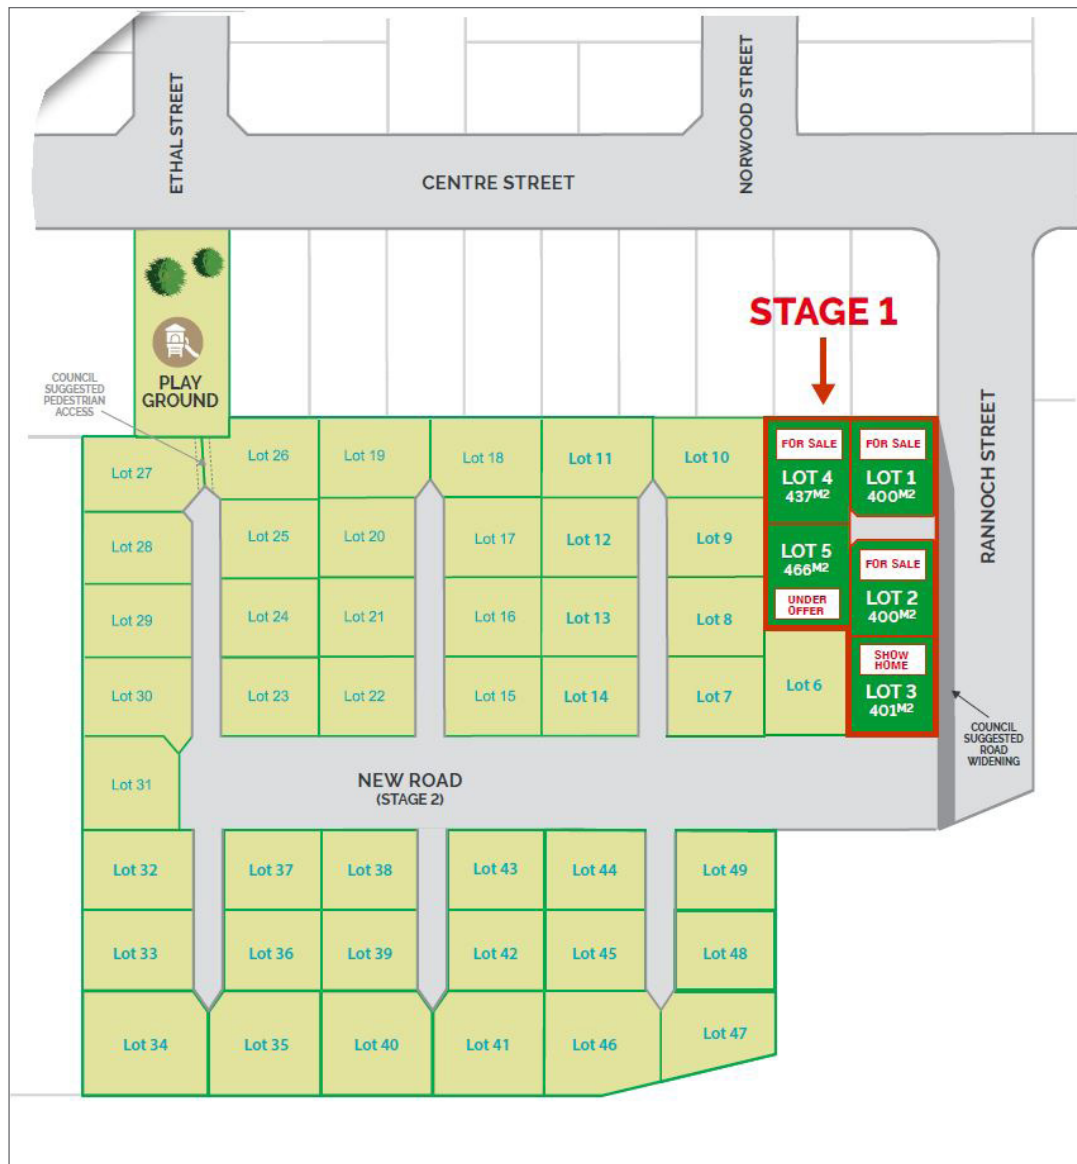 ETHAL STREET
NORWOOD STREET
CENTRE STREET
STAGE 1
PLAY
GROUND
COUNCIL
SUGGESTED
PEDESTRIAN
ACCESS
RANNOCH STREET
Lot 27
Lot 26
Lot 19
Lot 18
Lot 11
Lot 10
FOR SALE
LOT 4
437M2
FOR SALE
LOT 1
400M2
Lot 28
Lot 25
Lot 20
Lot 17
Lot 12
Lot 9
LOT 5
466M2
UNDER
OFFER
FOR SALE
LOT 2
400M2
Lot 29
Lot 24
Lot 21
Lot 16
Lot 13
Lot 8
Lot 30
Lot 23
Lot 22
Lot 15
Lot 14
Lot 7
Lot 6
SHOW
HOME
LOT 3
401M2
COUNCIL
SUGGESTED
ROAD
WIDENING
Lot 31
NEW ROAD
(STAGE 2)
Lot 32
Lot 37
Lot 38
Lot 43
Lot 44
Lot 49
Lot 33
Lot 36
Lot 39
Lot 42
Lot 45
Lot 48
Lot 34
Lot 35
Lot 40
Lot 41
Lot 46
Lot 47